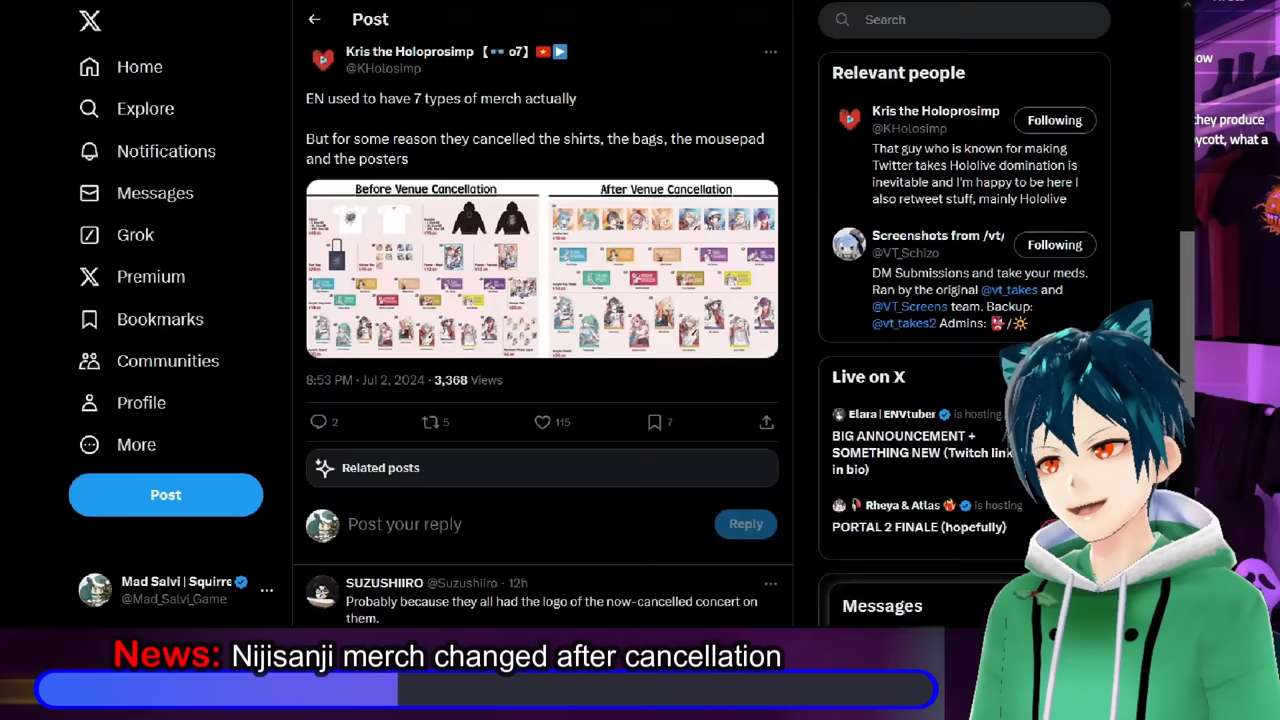 Home
Explore
Notifications
Messages
Grok
Premium
Bookmarks
Communities
Profile
More
Post
Mad Salvi | Squirre
@Mad_Salvi_Game
Post
Kris the Holoprosimp 【👓 o7】 🇻🇳▶️
@KHolosimp
EN used to have 7 types of merch actually
But for some reason they cancelled the shirts, the bags, the mousepad
and the posters
Before Venue Cancellation
After Venue Cancellation
8:53 PM · Jul 2, 2024 · 3,368 Views
2
5
115
7
Related posts
Post your reply
Reply
SUZUSHIIRO @Suzushiiro · 12h
Probably because they all had the logo of the now-cancelled concert on
them.
Search
Relevant people
Kris the Holoprosimp
@KHolosimp
Following
That guy who is known for making
Twitter takes Hololive domination is
inevitable and I'm happy to be here I
also retweet stuff, mainly Hololive
Screenshots from /vt/
@VT_Schizo
Following
DM Submissions and take your meds.
Ran by the original @vt_takes and
@VT_Screens team. Backup:
@vt_takes2 Admins: 👹/☀️
Live on X
Elara | ENVtuber is hosting
BIG ANNOUNCEMENT +
SOMETHING NEW (Twitch link
in bio)
Rheya & Atlas is hosting
PORTAL 2 FINALE (hopefully)
Messages
now
they produce
ycott, what a
News: Nijisanji merch changed after cancellation